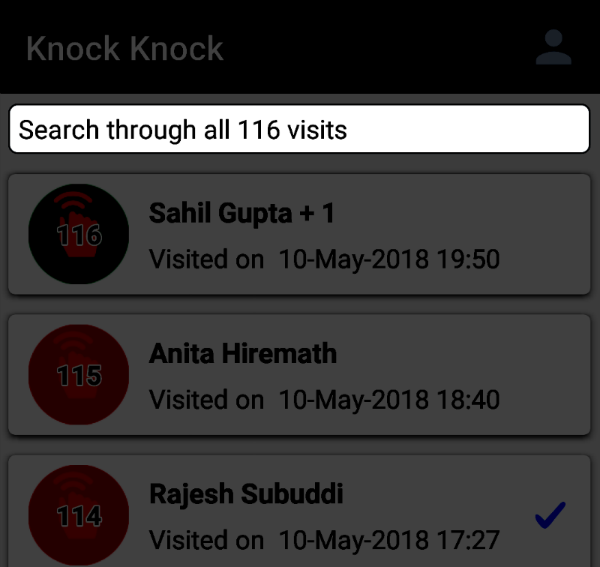 Knock Knock
Search through all 116 visits
116
Sahil Gupta + 1
Visited on 10-May-2018 19:50
115
Anita Hiremath
Visited on 10-May-2018 18:40
114
Rajesh Subuddi
Visited on 10-May-2018 17:27